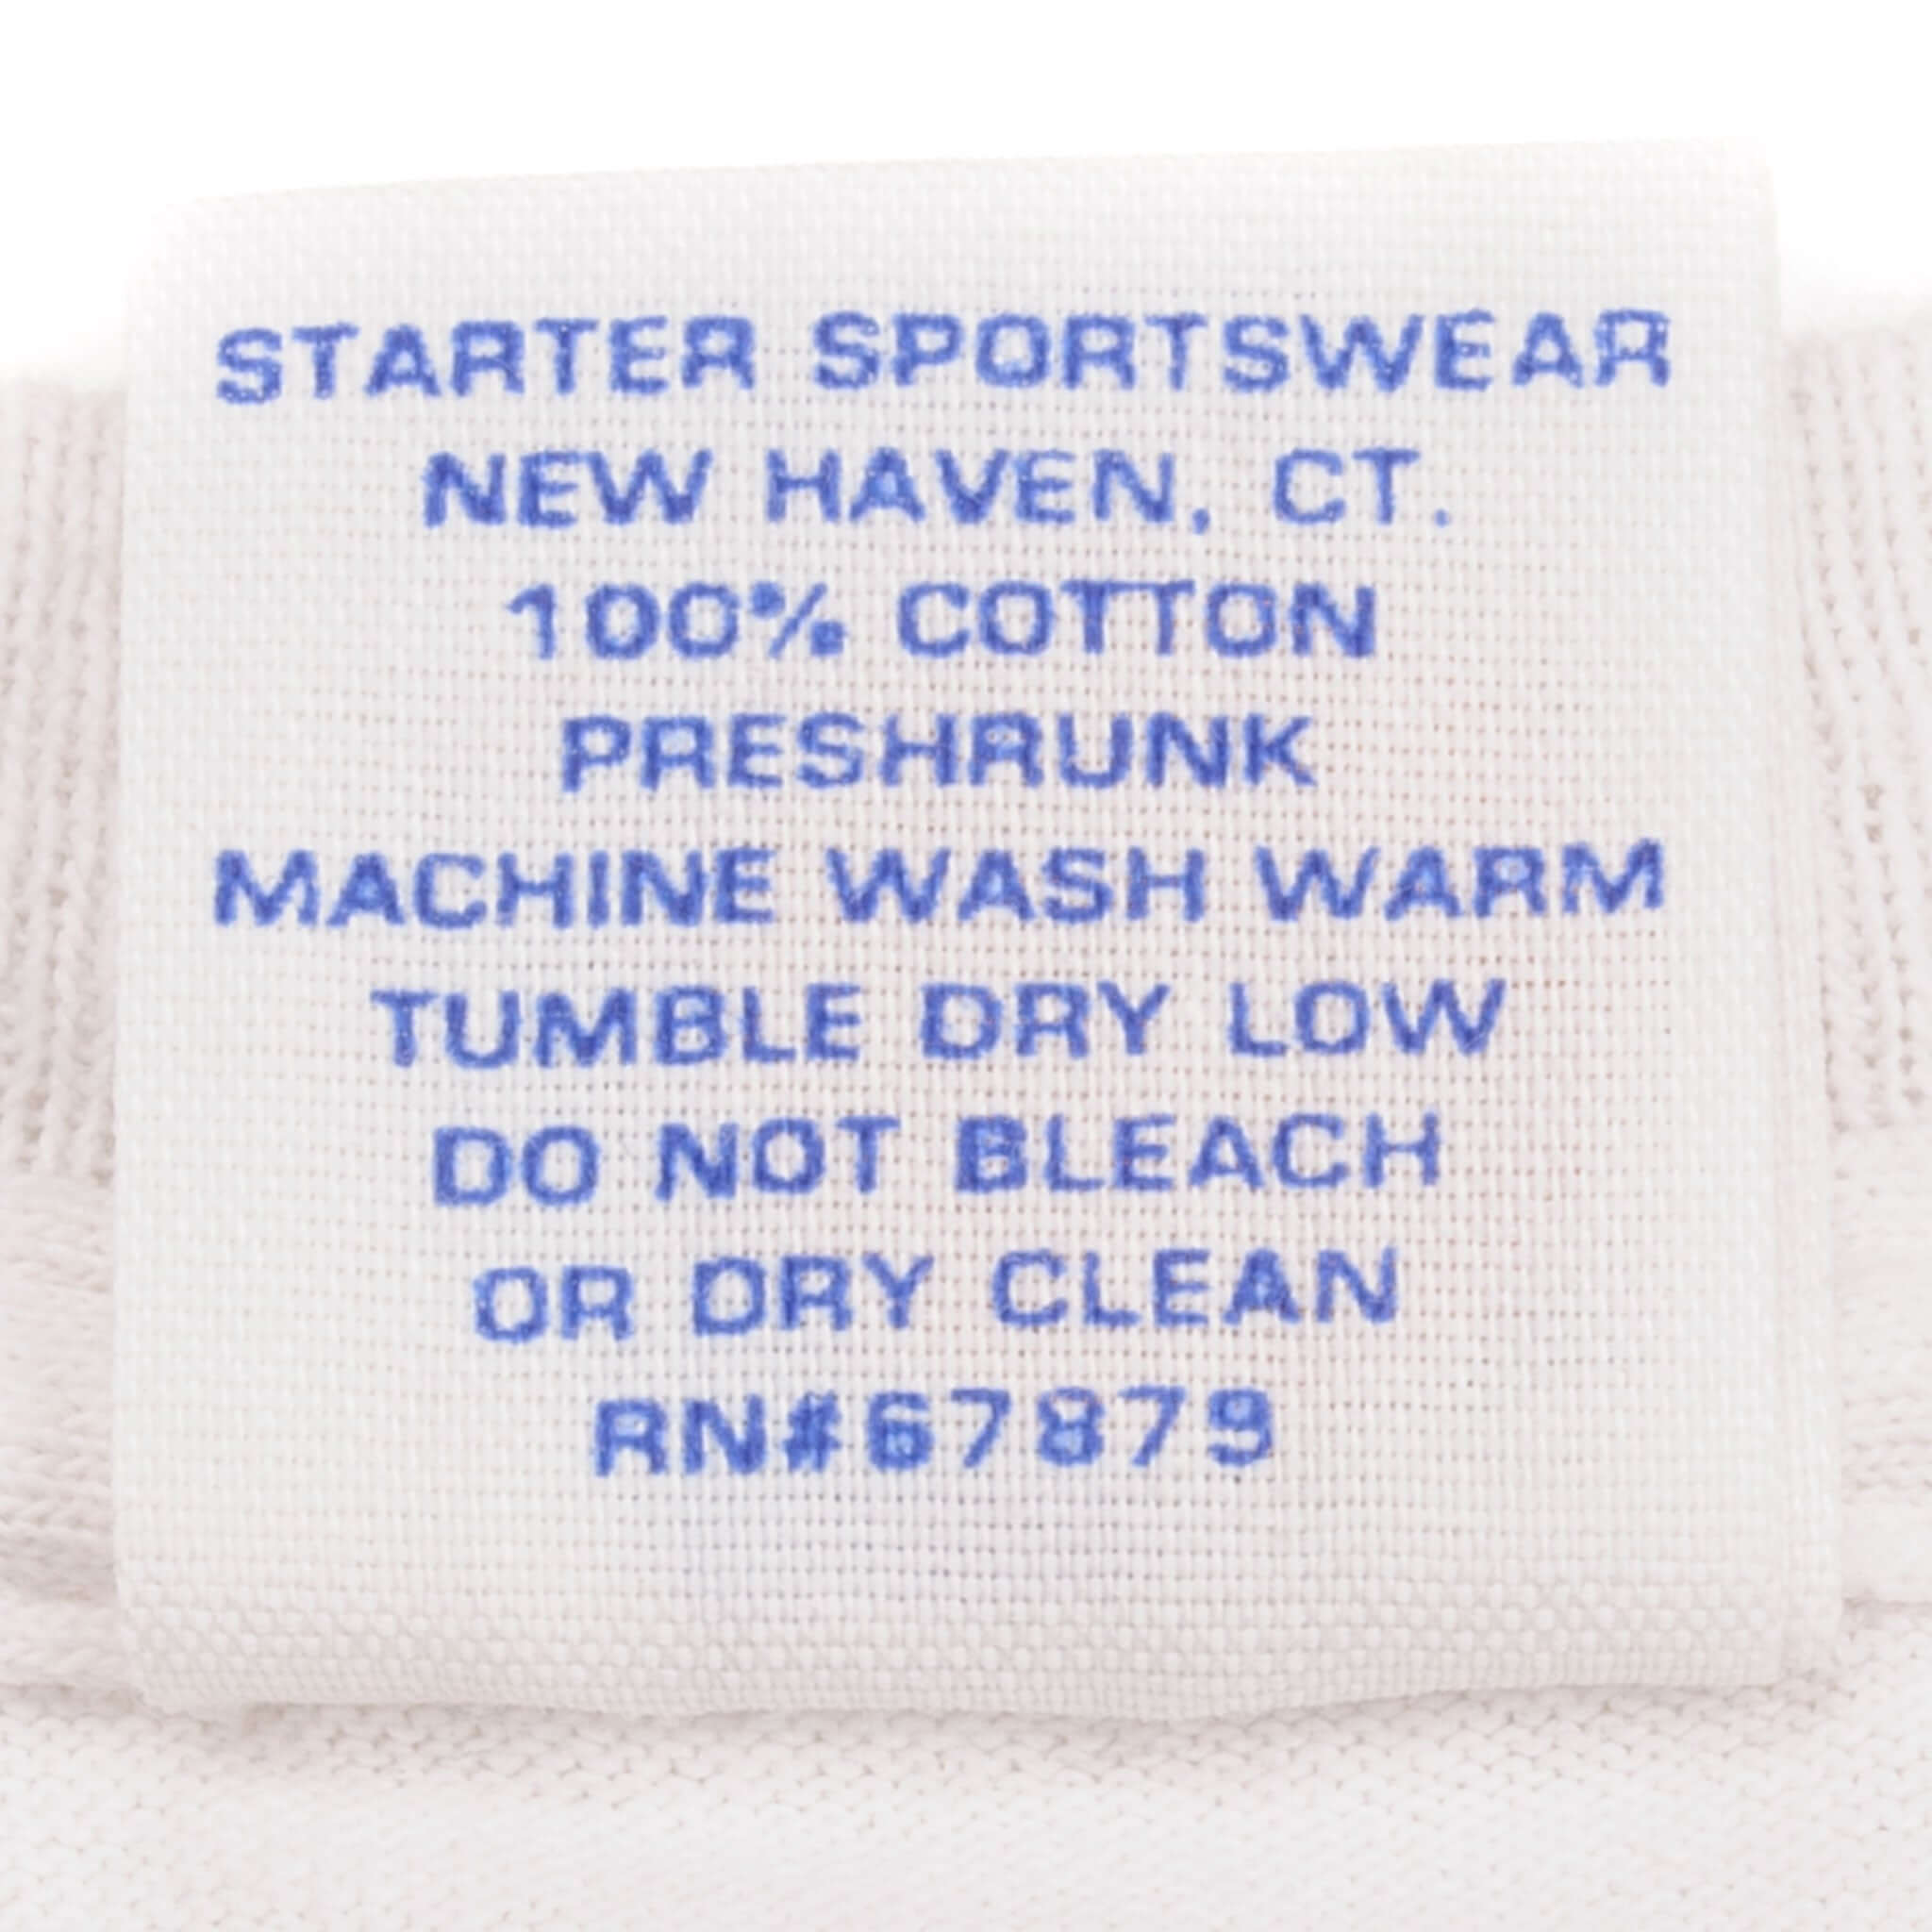 STARTER SPORTSWEAR
NEW HAVEN, CT.
100% COTTON
PRESHRUNK
MACHINE WASH WARM
TUMBLE DRY LOW
DO NOT BLEACH
OR DRY CLEAN
RN#67879